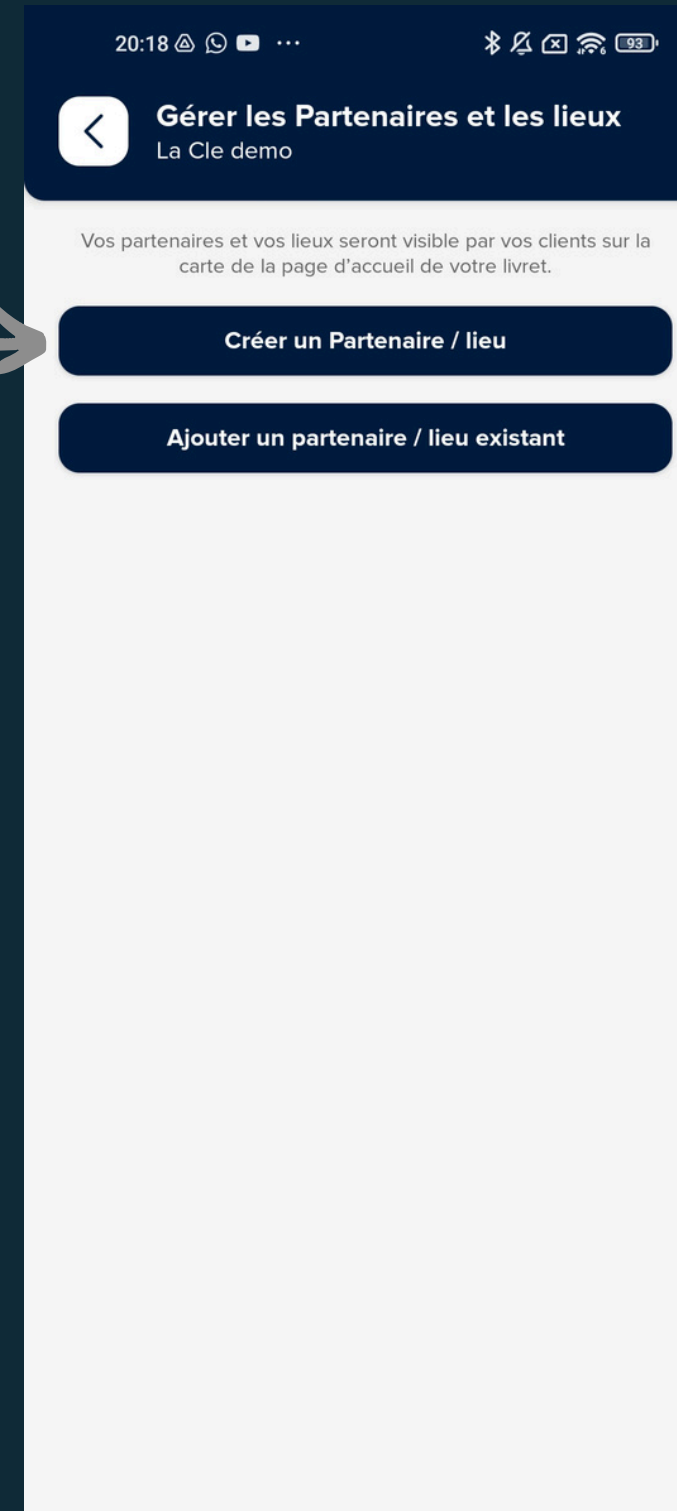 20:18
93
Gérer les Partenaires et les lieux
La Cle demo
Vos partenaires et vos lieux seront visible par vos clients sur la
carte de la page d'accueil de votre livret.
Créer un Partenaire / lieu
Ajouter un partenaire / lieu existant